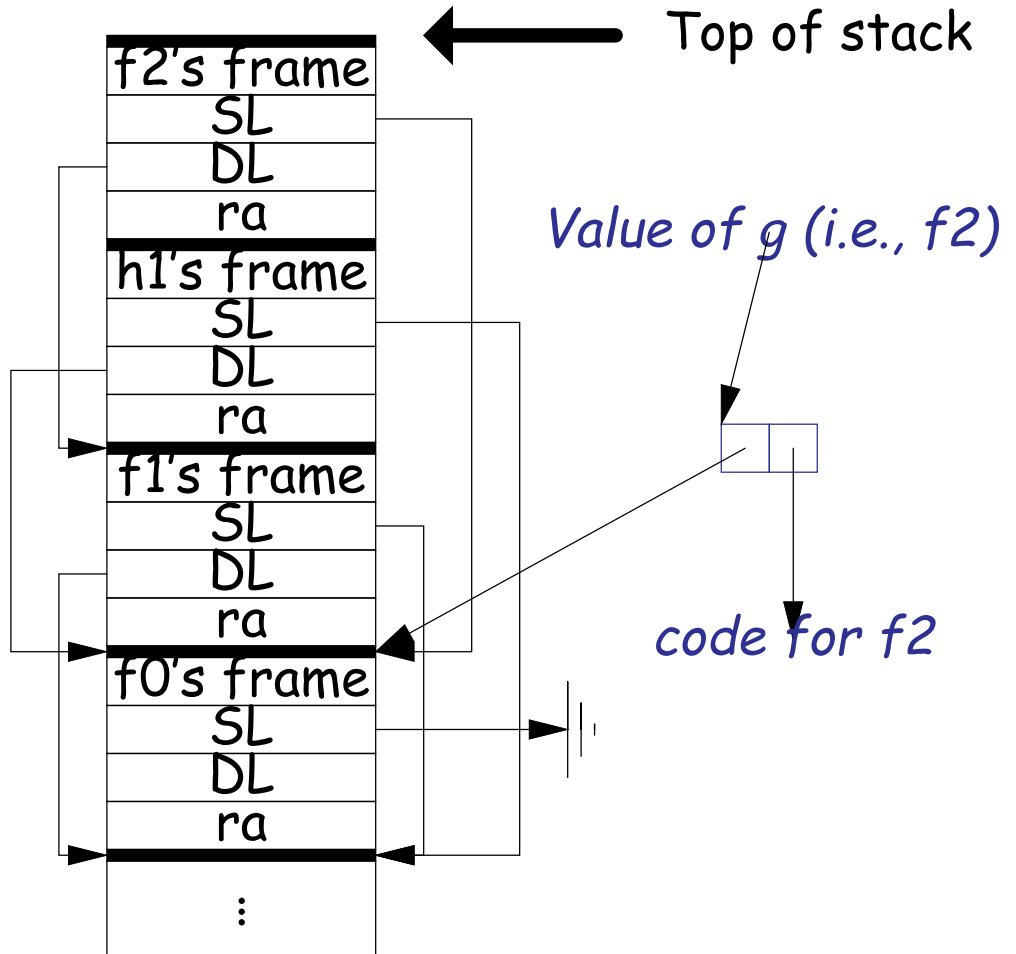 Top of stack
f2's frame
SL
DL
ra
Value of g (i.e., f2)
h1's frame
SL
DL
ra
f1's frame
SL
DL
ra
code for f2
f0's frame
SL
DL
ra
⋮